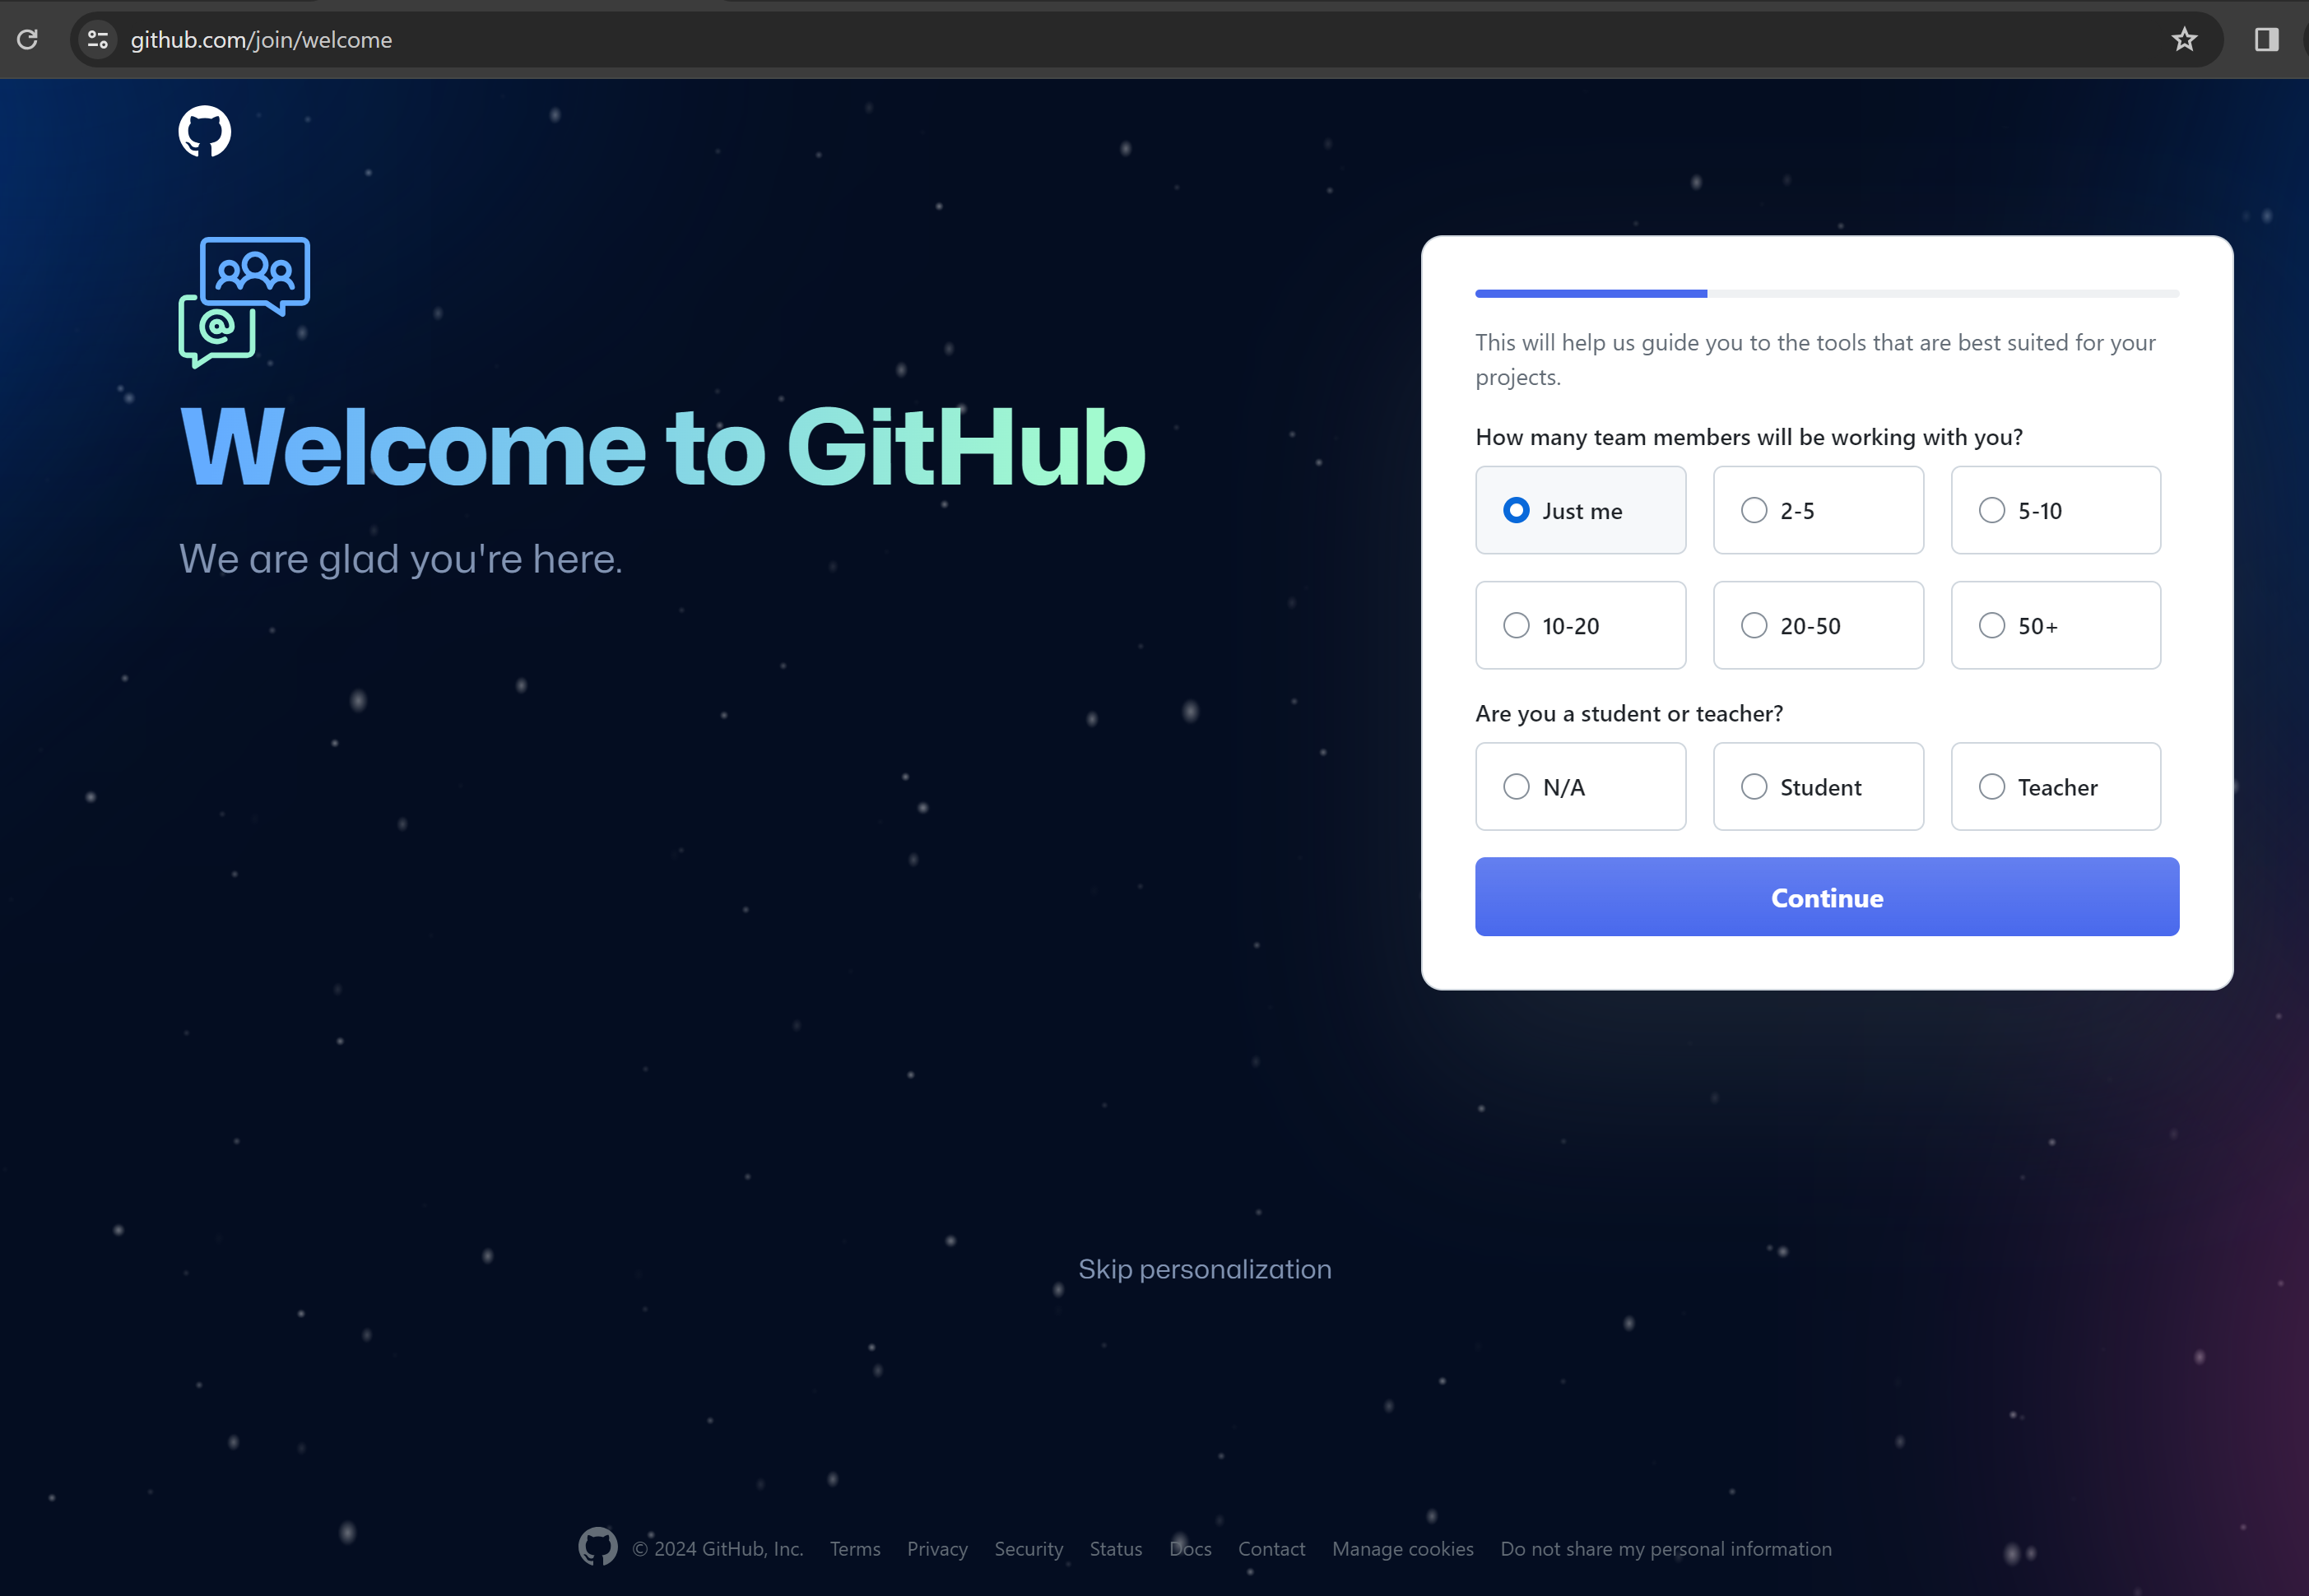 github.com/join/welcome
@
Welcome to GitHub
We are glad you're here.
This will help us guide you to the tools that are best suited for your
projects.
How many team members will be working with you?
Just me
2-5
5-10
10-20
20-50
50+
Are you a student or teacher?
N/A
Student
Teacher
Continue
Skip personalization
© 2024 GitHub, Inc. Terms Privacy Security Status Docs Contact Manage cookies Do not share my personal information